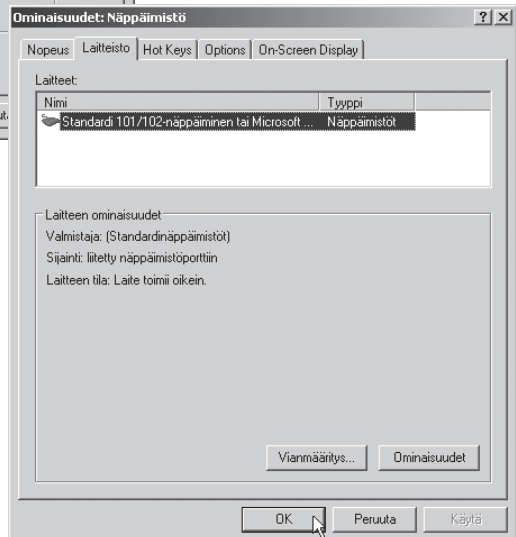 Ominaisuudet: Näppäimistö
Nopeus Laitteisto Hot Keys Options On-Screen Display
Laitteet:
Nimi Tyyppi
Standardi 101/102-näppäiminen tai Microsoft ... Näppäimistöt
Laitteen ominaisuudet
Valmistaja: (Standardinäppäimistöt)
Sijainti: liitetty näppäimistöporttiin
Laitteen tila: Laite toimii oikein.
Vianmääritys... Ominaisuudet
OK Peruuta Käytä